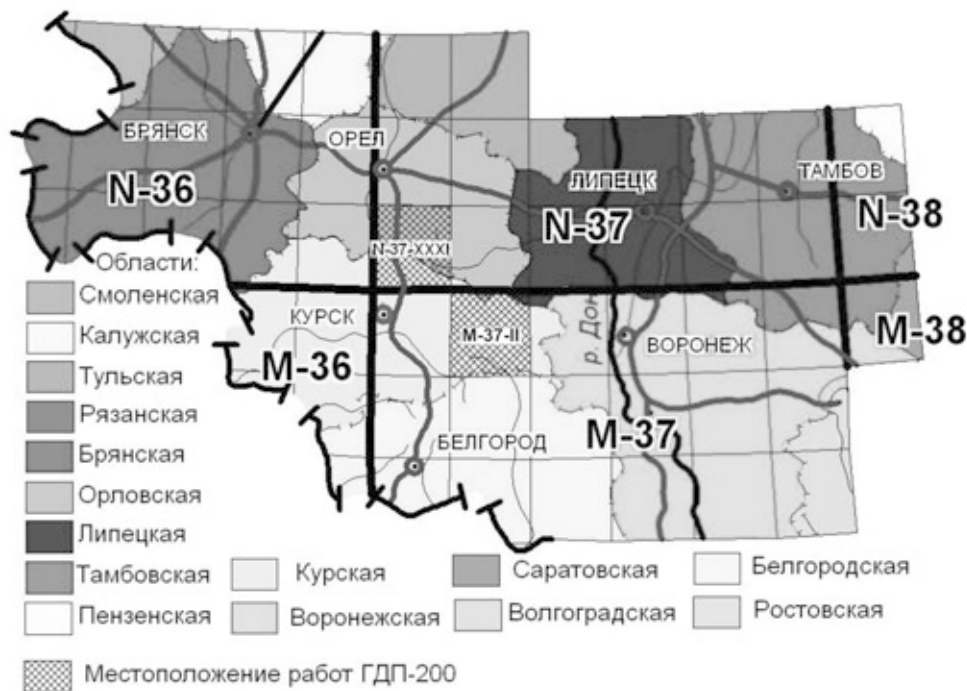 БРЯНСК
ОРЕЛ
ЛИПЕЦК
ТАМБОВ
N-36
N-37
N-38
N-37-XXXI
Области:
Смоленская
Калужская
Тульская
Рязанская
Брянская
Орловская
Липецкая
Тамбовская
Пензенская
КУРСК
М-36
М-37-II
р. Дон
ВОРОНЕЖ
М-38
М-37
БЕЛГОРОД
Курская
Воронежская
Саратовская
Волгоградская
Белгородская
Ростовская
Местоположение работ ГДП-200